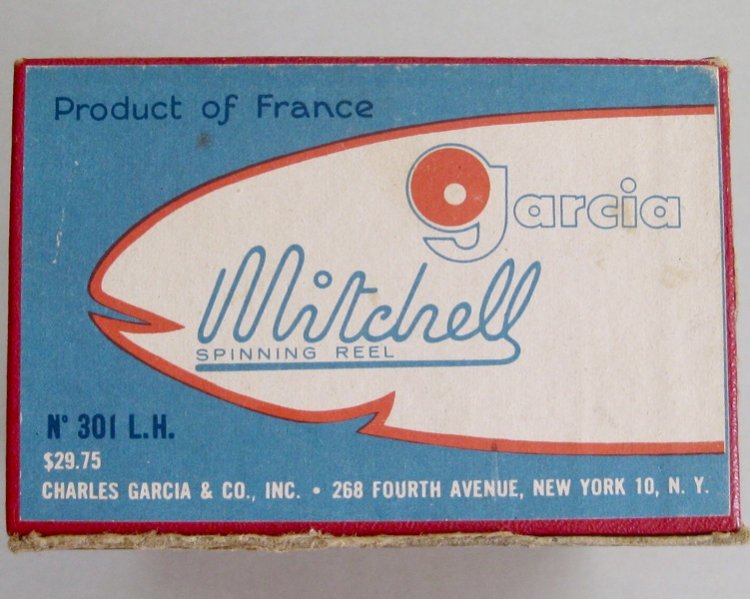 Product of France
garcia
Mitchell
SPINNING REEL
Nº 301 L.H.
$29.75
CHARLES GARCIA & CO., INC. • 268 FOURTH AVENUE, NEW YORK 10, N. Y.